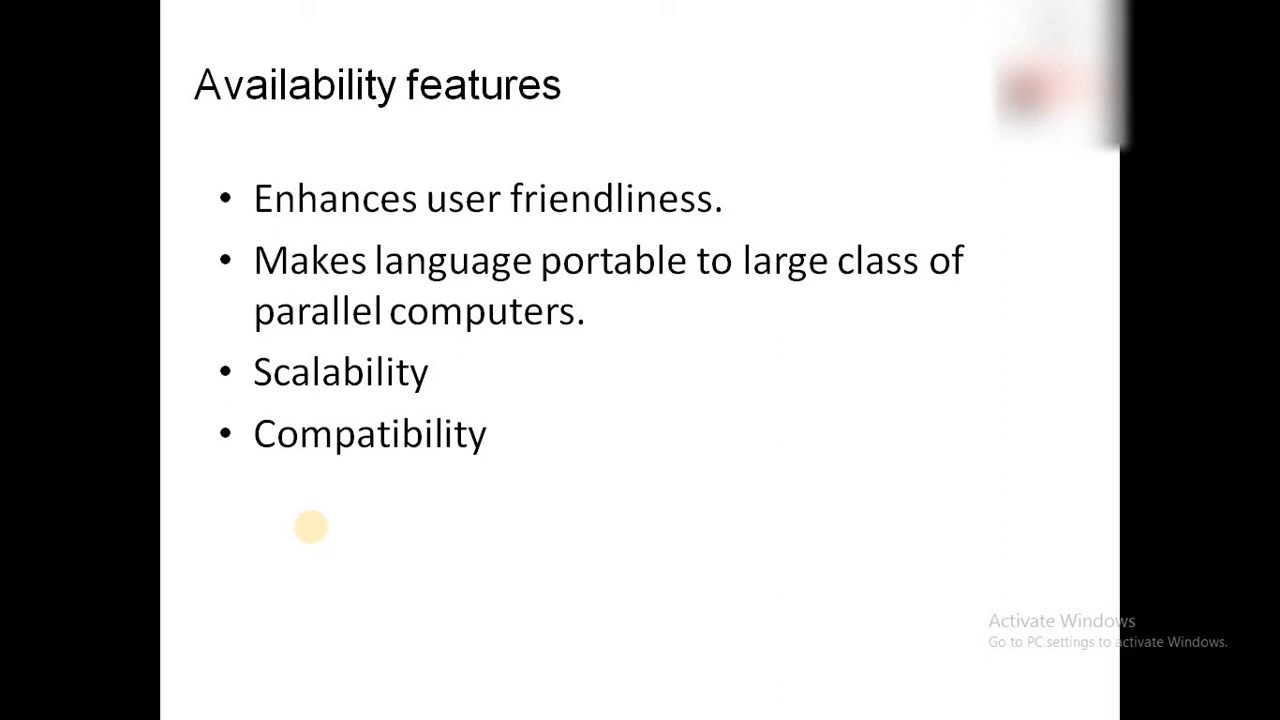 Availability features
• Enhances user friendliness.
• Makes language portable to large class of
parallel computers.
• Scalability
• Compatibility
Activate Windows
Go to PC settings to activate Windows.